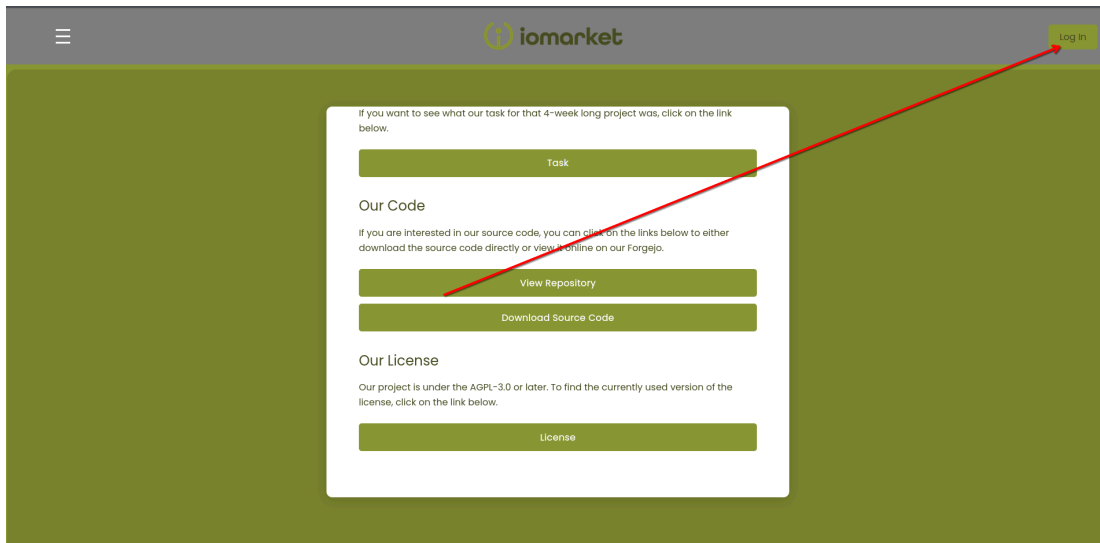 iomarket
Log In
If you want to see what our task for that 4-week long project was, click on the link
below.
Task
Our Code
If you are interested in our source code, you can click on the links below to either
download the source code directly or view it online on our Forgejo.
View Repository
Download Source Code
Our License
Our project is under the AGPL-3.0 or later. To find the currently used version of the
license, click on the link below.
License